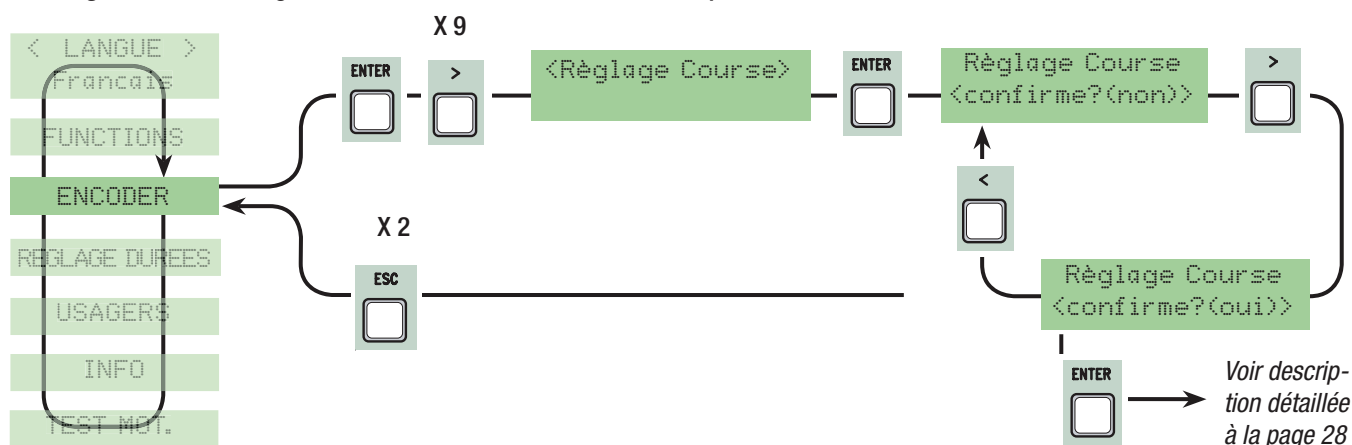 X 9
< LANGUE >
Francais
FUNCTIONS
ENCODER
REGLAGE DUREES
USAGERS
INFO
TEST MOT.
ENTER
>
<Règlage Course>
ENTER
Règlage Course
<confirme?(non)>
>
<
X 2
ESC
Règlage Course
<confirme?(oui)>
ENTER
Voir descrip-
tion détaillée
à la page 28